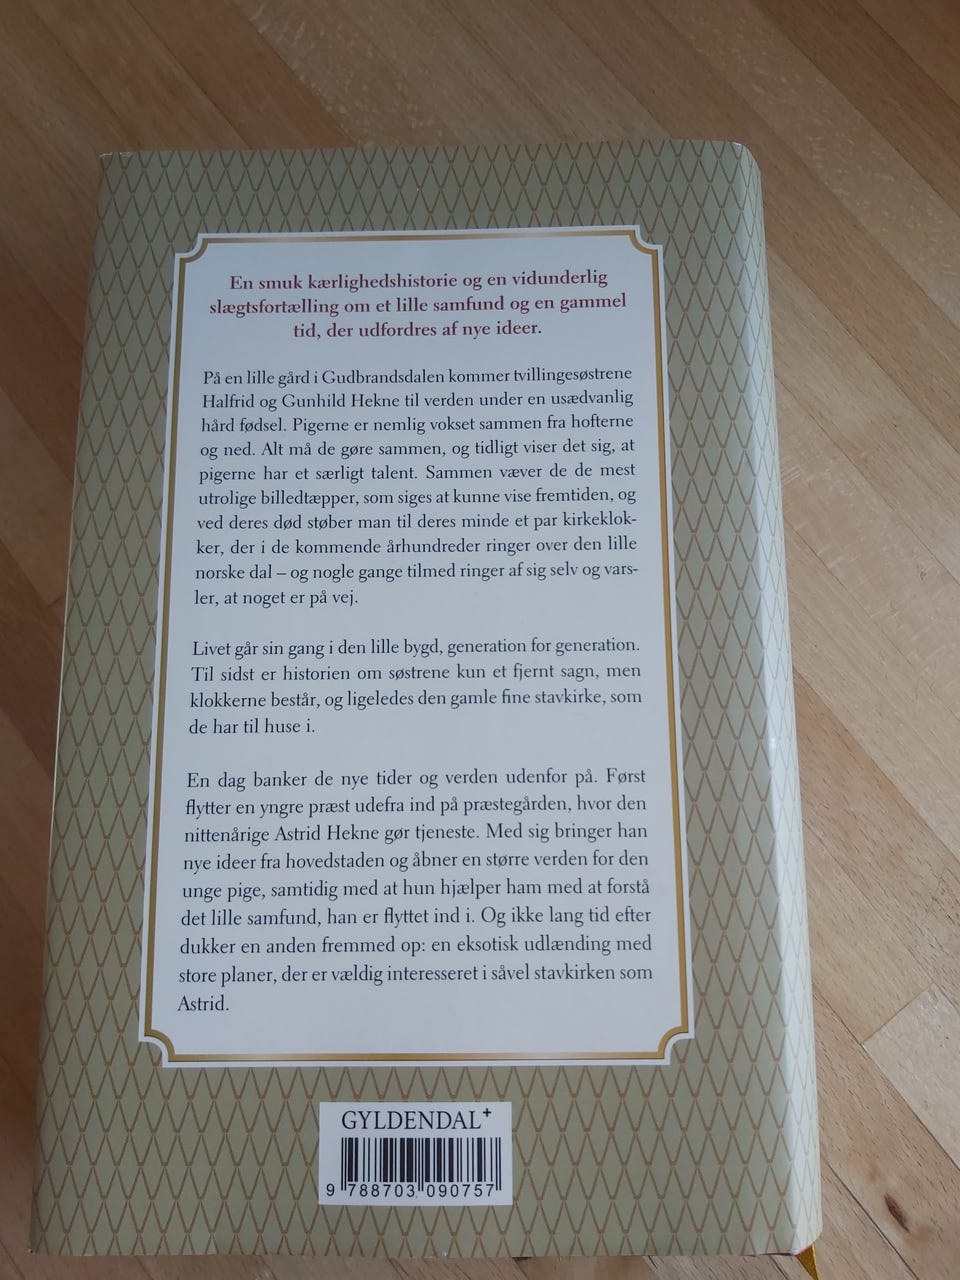 En smuk kærlighedshistorie og en vidunderlig
slægtsfortælling om et lille samfund og en gammel
tid, der udfordres af nye ideer.
På en lille gård i Gudbrandsdalen kommer tvillingesøstrene
Halfrid og Gunhild Hekne til verden under en usædvanlig
hård fødsel. Pigerne er nemlig vokset sammen fra hofterne
og ned. Alt må de gøre sammen, og tidligt viser det sig, at
pigerne har et særligt talent. Sammen væver de de mest
utrolige billedtæpper, som siges at kunne vise fremtiden, og
ved deres død støber man til deres minde et par kirkeklok-
ker, der i de kommende århundreder ringer over den lille
norske dal – og nogle gange tilmed ringer af sig selv og vars-
ler, at noget er på vej.
Livet går sin gang i den lille bygd, generation for generation.
Til sidst er historien om søstrene kun et fjernt sagn, men
klokkerne består, og ligeledes den gamle fine stavkirke, som
de har til huse i.
En dag banker de nye tider og verden udenfor på. Først
flytter en yngre præst udefra ind på præstegården, hvor den
nittenårige Astrid Hekne gør tjeneste. Med sig bringer han
nye ideer fra hovedstaden og åbner en større verden for den
unge pige, samtidig med at hun hjælper ham med at forstå
det lille samfund, han er flyttet ind i. Og ikke lang tid efter
dukker en anden fremmed op: en eksotisk udlænding med
store planer, der er vældig interesseret i såvel stavkirken som
Astrid.
GYLDENDAL+
9 788703 090757